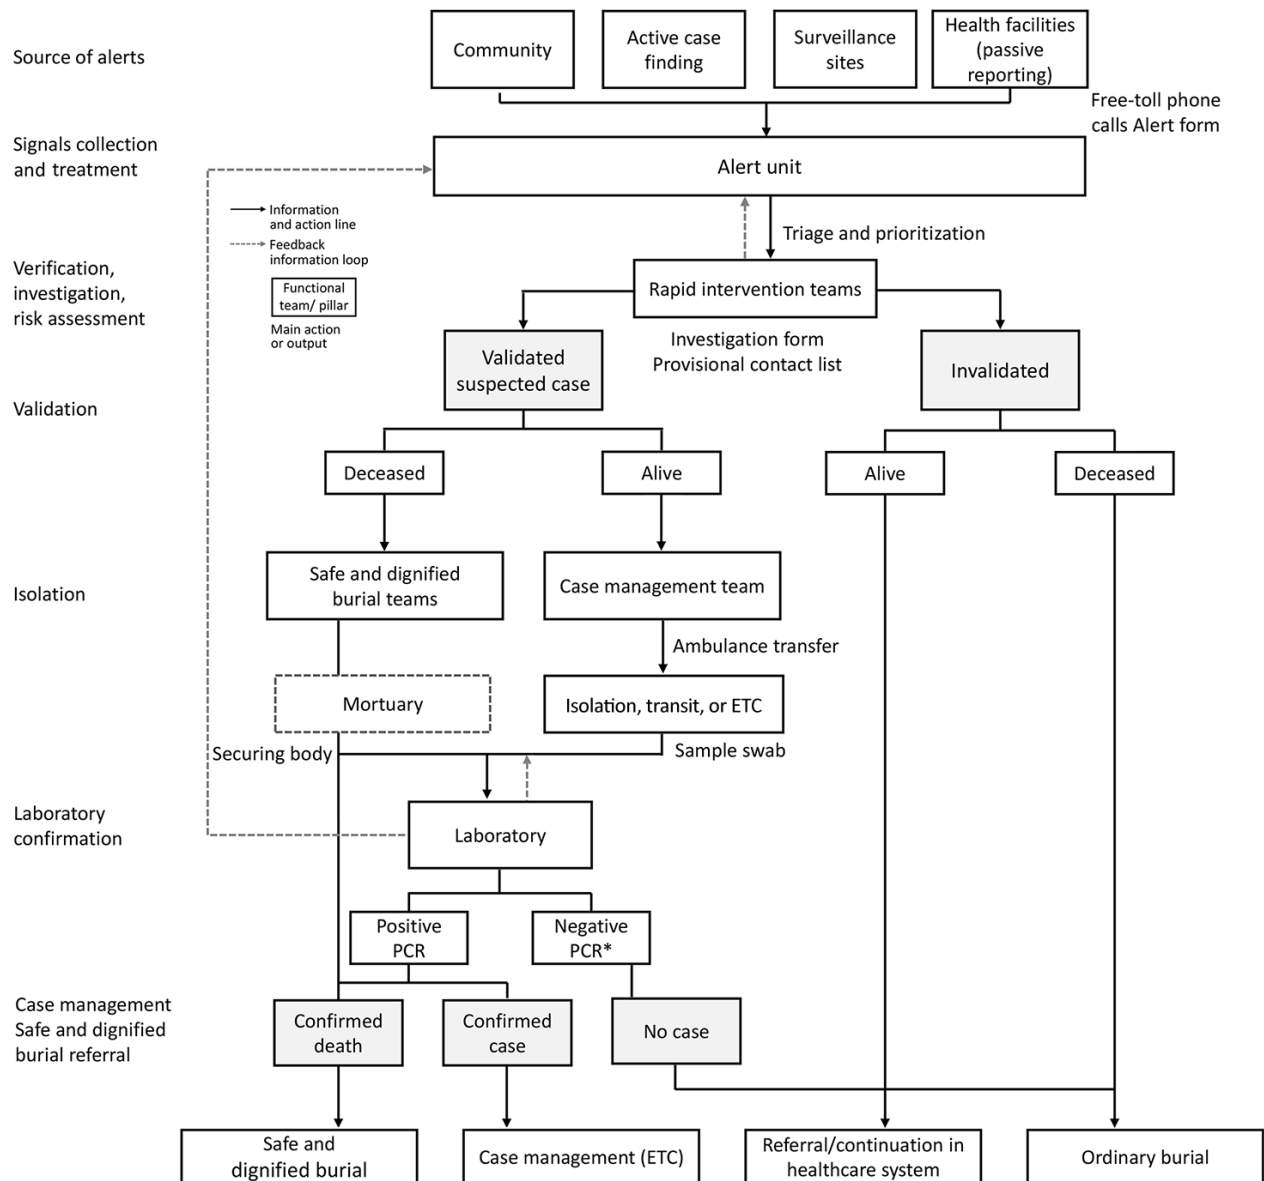 Source of alerts
Community
Active case
finding
Surveillance
sites
Health facilities
(passive
reporting)
Free-toll phone
calls Alert form
Signals collection
and treatment
Alert unit
Information
and action line
Feedback
information loop
Functional
team/ pillar
Main action
or output
Triage and prioritization
Verification,
investigation,
risk assessment
Rapid intervention teams
Investigation form
Provisional contact list
Validated
suspected case
Invalidated
Validation
Deceased
Alive
Alive
Deceased
Isolation
Safe and dignified
burial teams
Case management team
Ambulance transfer
Mortuary
Isolation, transit, or ETC
Securing body
Sample swab
Laboratory
confirmation
Laboratory
Positive
PCR
Negative
PCR*
Case management
Safe and dignified
burial referral
Confirmed
death
Confirmed
case
No case
Safe and
dignified burial
Case management (ETC)
Referral/continuation in
healthcare system
Ordinary burial